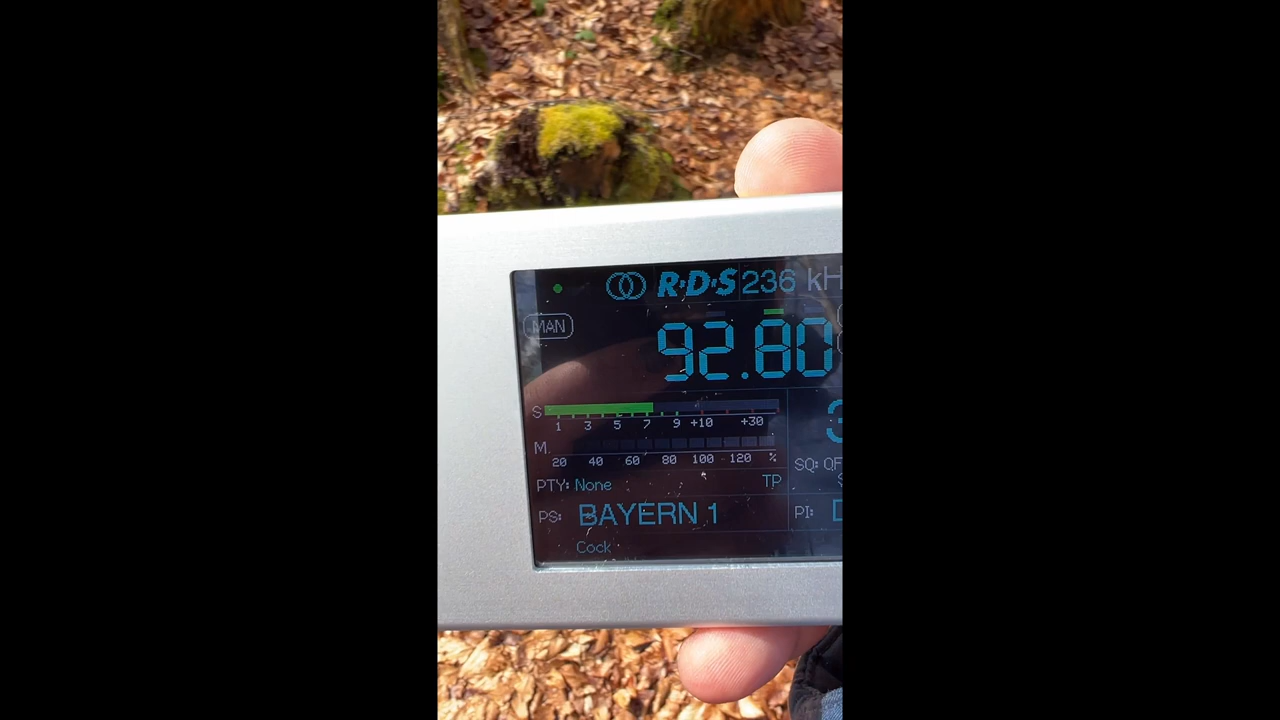 R·D·S 236 kH
MAN
92.80
S
1 3 5 7 9 +10 +30
M
20 40 60 80 100 120 %
SQ:
PTY: None TP
PS: BAYERN 1 PI:
Cock